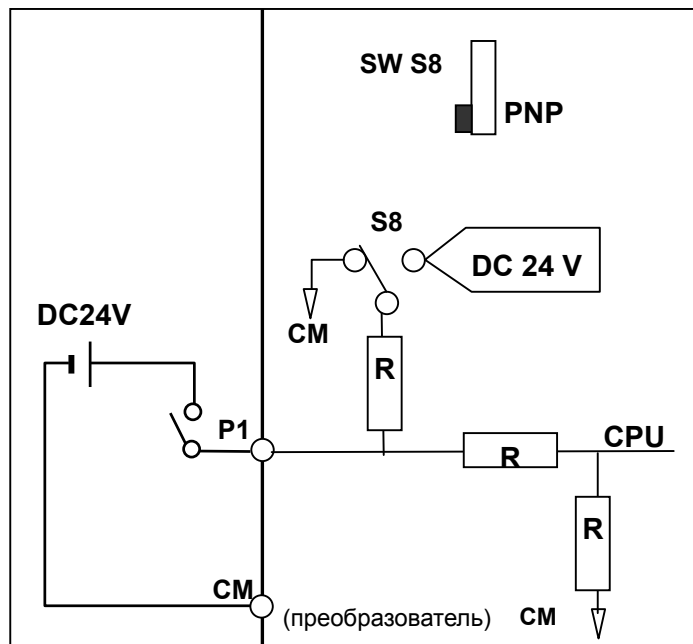 SW S8
PNP
S8
DC 24 V
CM
DC24V
R
P1
R
CPU
R
CM
(преобразователь)
CM